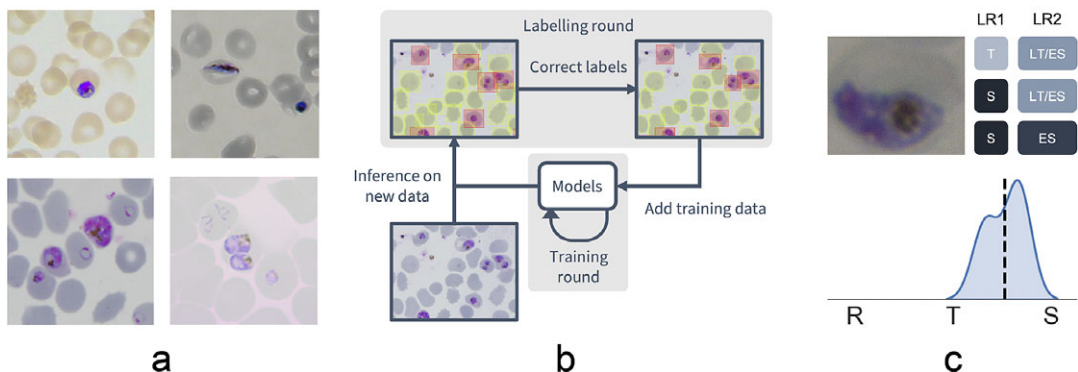 Labelling round
Correct labels
Inference on
new data
Models
Add training data
Training
round
LR1 LR2
T LT/ES
S LT/ES
S ES
R T S
a b c